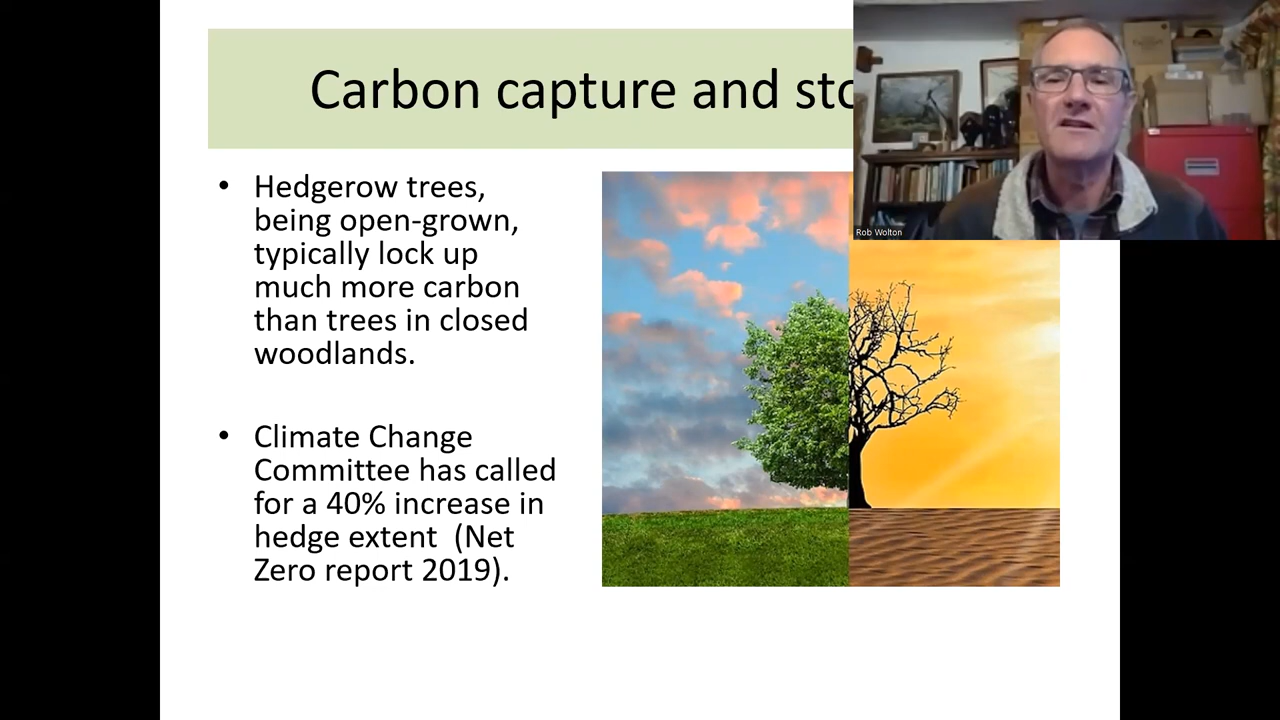 Carbon capture and sto
Rob Wolton
• Hedgerow trees,
being open-grown,
typically lock up
much more carbon
than trees in closed
woodlands.
• Climate Change
Committee has called
for a 40% increase in
hedge extent  (Net
Zero report 2019).